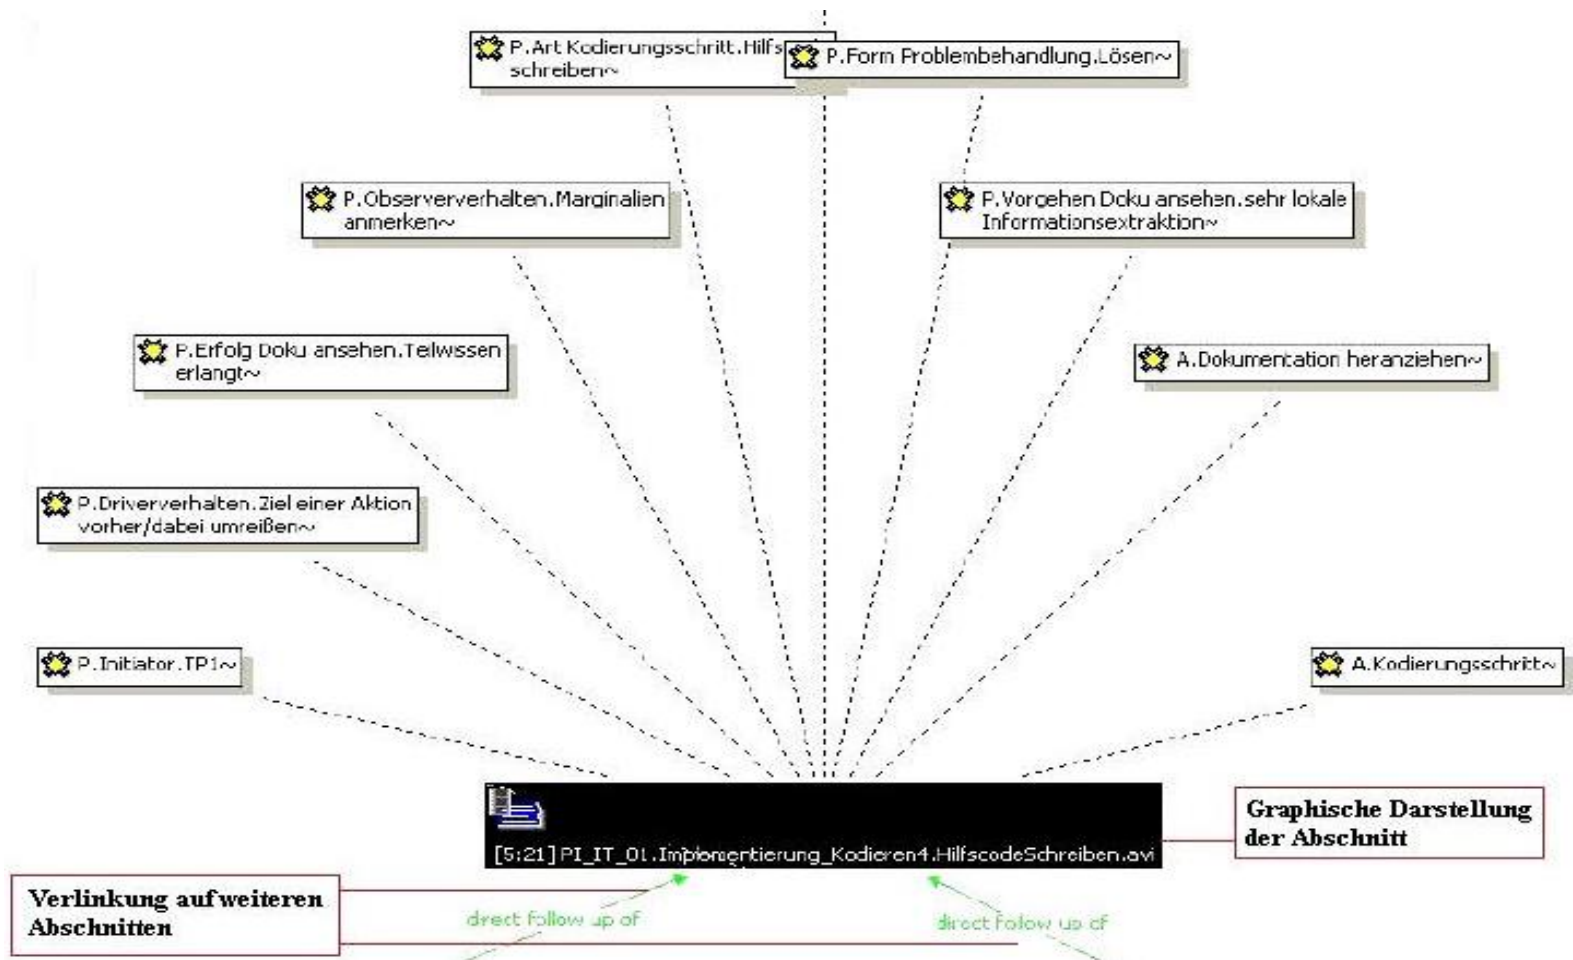 P.Art Kodierungsschritt.Hilfs
schreiben~
P.Form Problembehandlung.Lösen~
P.Obserververhalten.Marginalien
anmerken~
P.Vorgehen Doku ansehen.sehr lokale
Informationsextraktion~
P.Erfolg Doku ansehen.Teilwissen
erlangt~
A.Dokumentation heranziehen~
P.Driververhalten.Ziel einer Aktion
vorher/dabei umreißen~
P.Initiator.TP1~
A.Kodierungsschritt~
[5:21]PI_IT_01.Implementierung_Kodieren4.HilfscodeSchreiben.avi
Graphische Darstellung
der Abschnitt
Verlinkung auf weiteren
Abschnitten
direct follow up of
direct follow up of